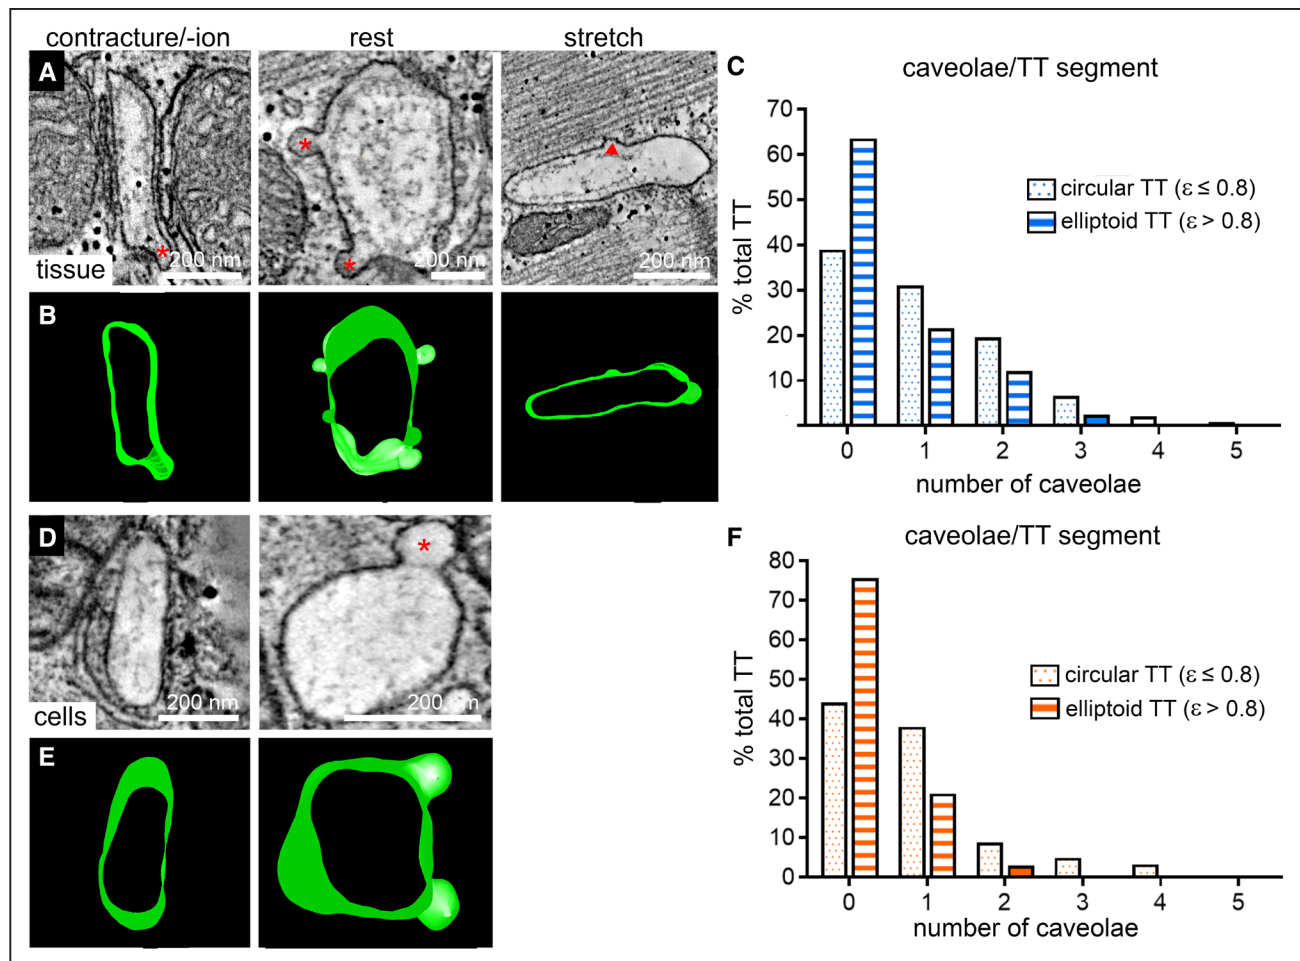 contracture/-ion
rest
stretch
A
*
200 nm
tissue
*
*
200 nm
200 nm
B
C
caveolae/TT segment
% total TT
70
60
50
40
30
20
10
circular TT (ε ≤ 0.8)
elliptoid TT (ε > 0.8)
0 1 2 3 4 5
number of caveolae
D
200 nm
cells
*
200 nm
E
F
caveolae/TT segment
% total TT
80
70
60
50
40
30
20
10
0
circular TT (ε ≤ 0.8)
elliptoid TT (ε > 0.8)
0 1 2 3 4 5
number of caveolae